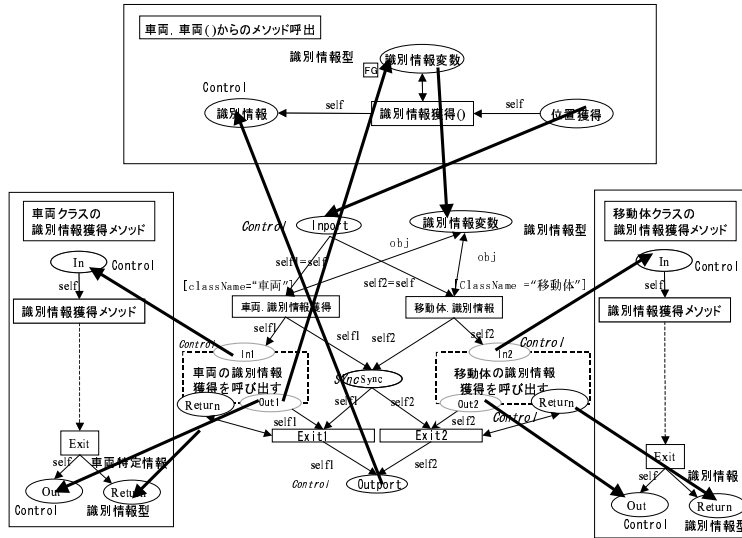 車両．車両()からのメソッド呼出
識別情報型
識別情報変数
FG
Control
self
self
識別情報
識別情報獲得()
位置獲得
車両クラスの
識別情報獲得メソッド
In
Control
self
識別情報獲得メソッド
Exit
self
車両特定情報
Out
Return
Control
識別情報型
Control
Inport
識別情報変数
識別情報型
obj
obj
self1=self
self2=self
[className="車両"]
[ClassName ="移動体"]
車両．識別情報獲得
移動体．識別情報
self1
self1
self2
self2
Control
Control
In1
In2
車両の識別情報
獲得を呼び出す
Sync
Sync
移動体の識別情報
獲得を呼び出す
Return
Out1
Out2
Return
self1
self1
self2
self2
Control
Exit1
Exit2
self1
self2
Control
Outport
移動体クラスの
識別情報獲得メソッド
In
Control
self
識別情報獲得メソッド
Exit
self
識別情報
Out
Return
Control
識別情報型